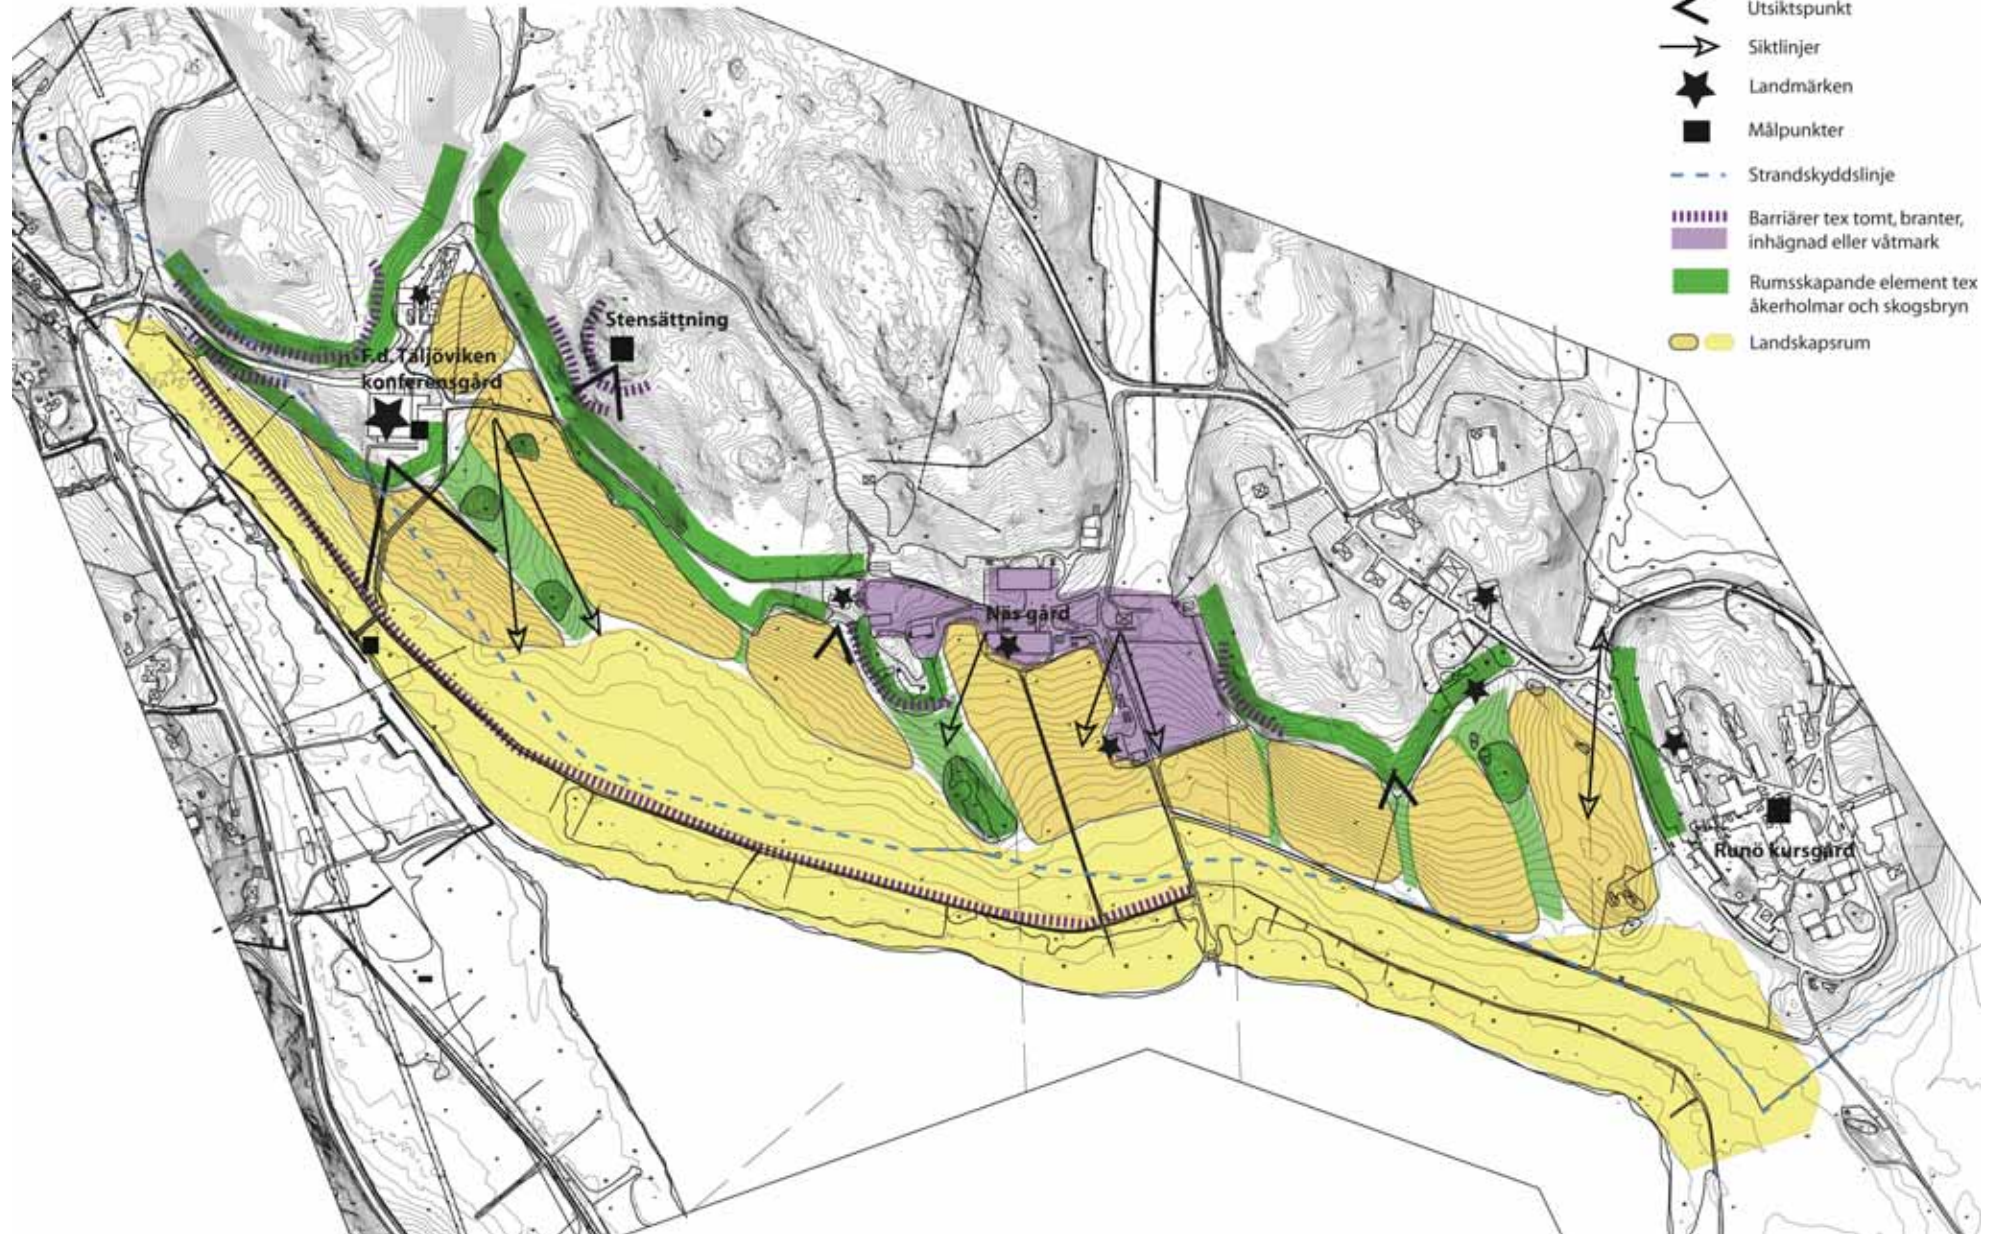 Utsiktspunkt
Siktlinjer
Landmärken
Målpunkter
Strandskyddslinje
Barriärer tex tomt, branter,
inhägnad eller våtmark
Rumsskapande element tex
åkerholmar och skogsbryn
Landskapsrum
Stensättning
F.d. Täljöviken
konferensgård
Näs gård
Runö kursgård